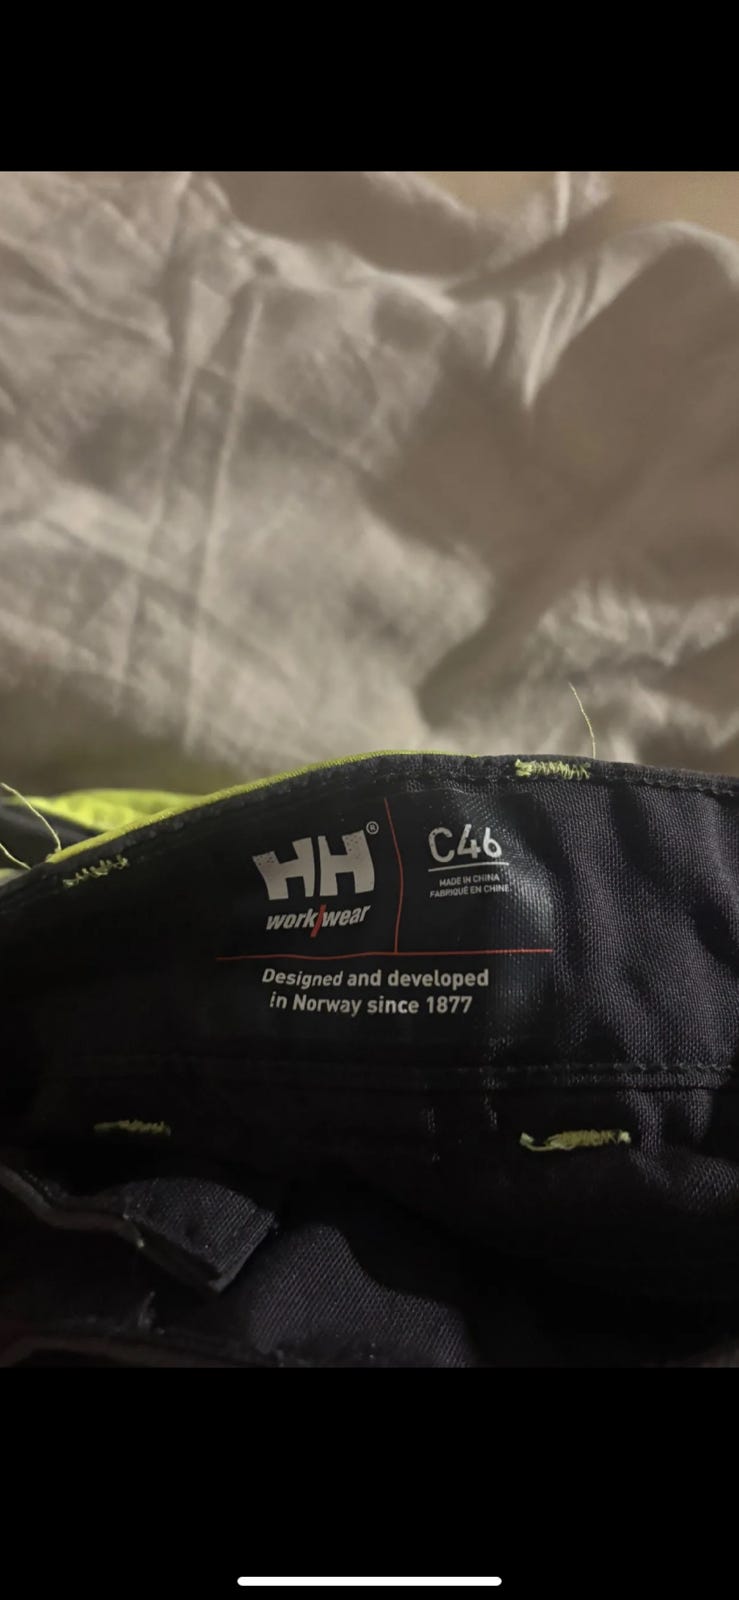 HH®
work/wear
C46
MADE IN CHINA
FABRIQUÉ EN CHINE
Designed and developed
in Norway since 1877